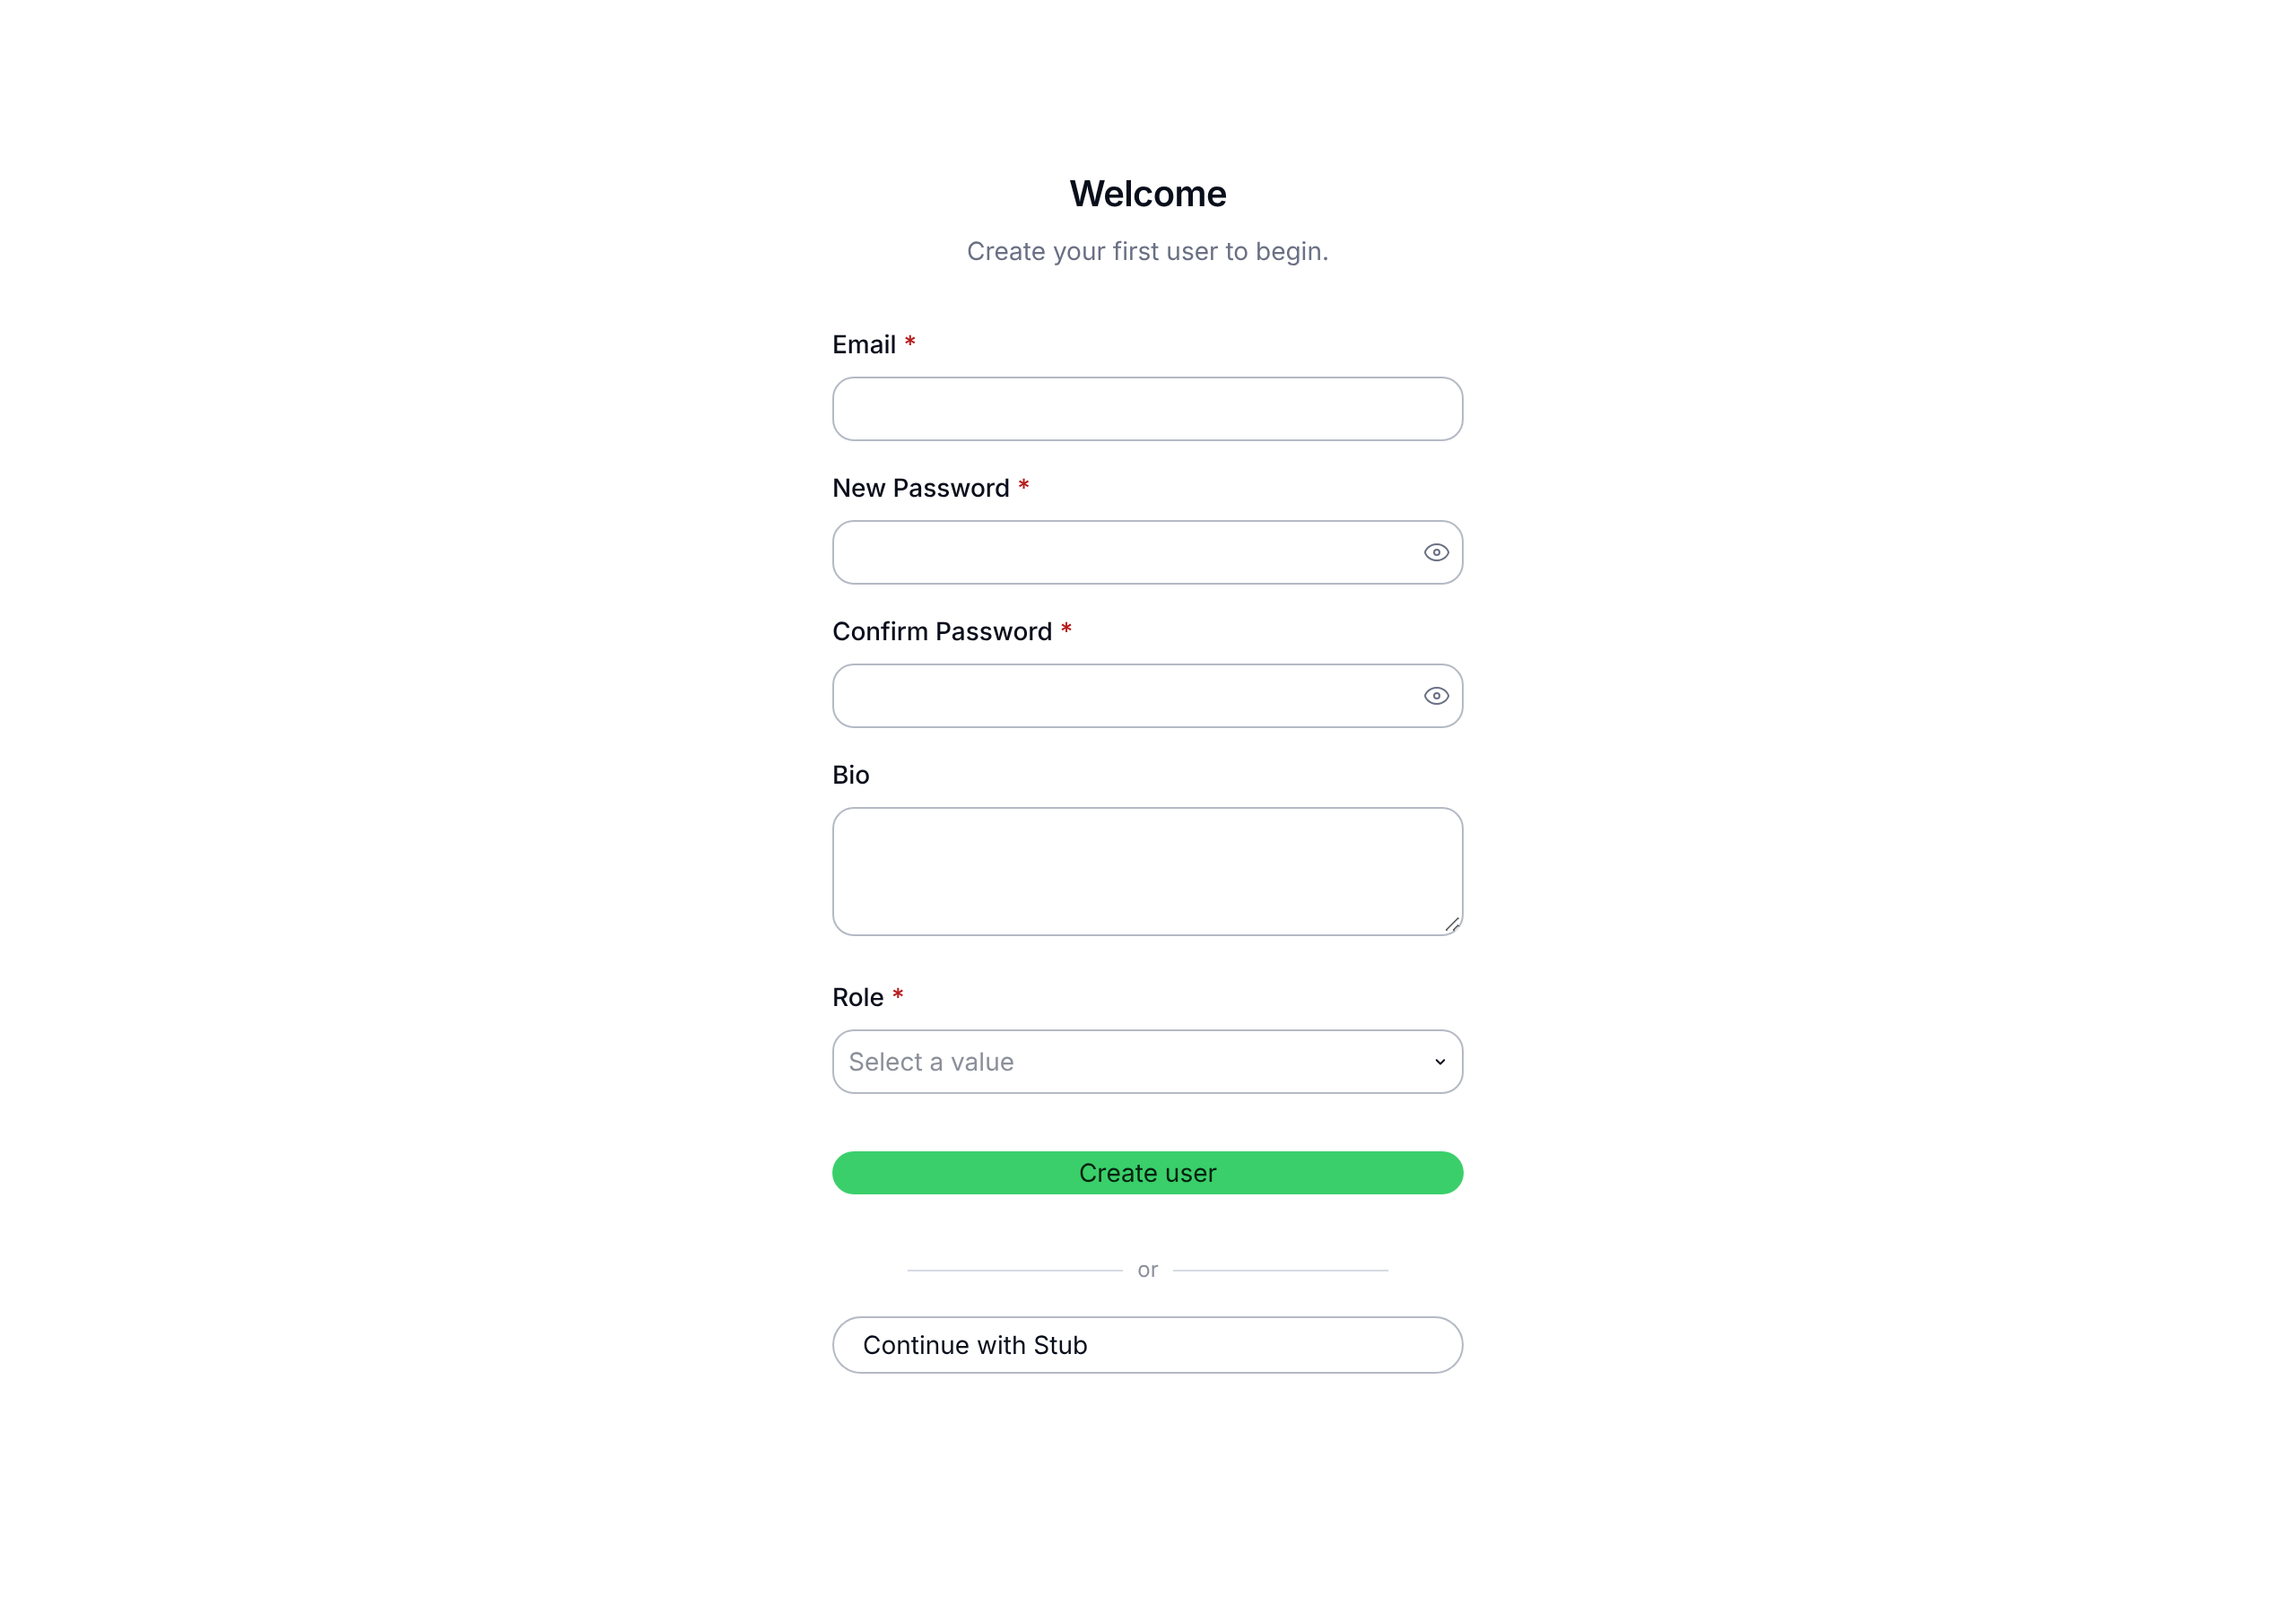 Welcome
Create your first user to begin.
Email *
New Password *
Confirm Password *
Bio
Role *
Select a value
Create user
or
Continue with Stub